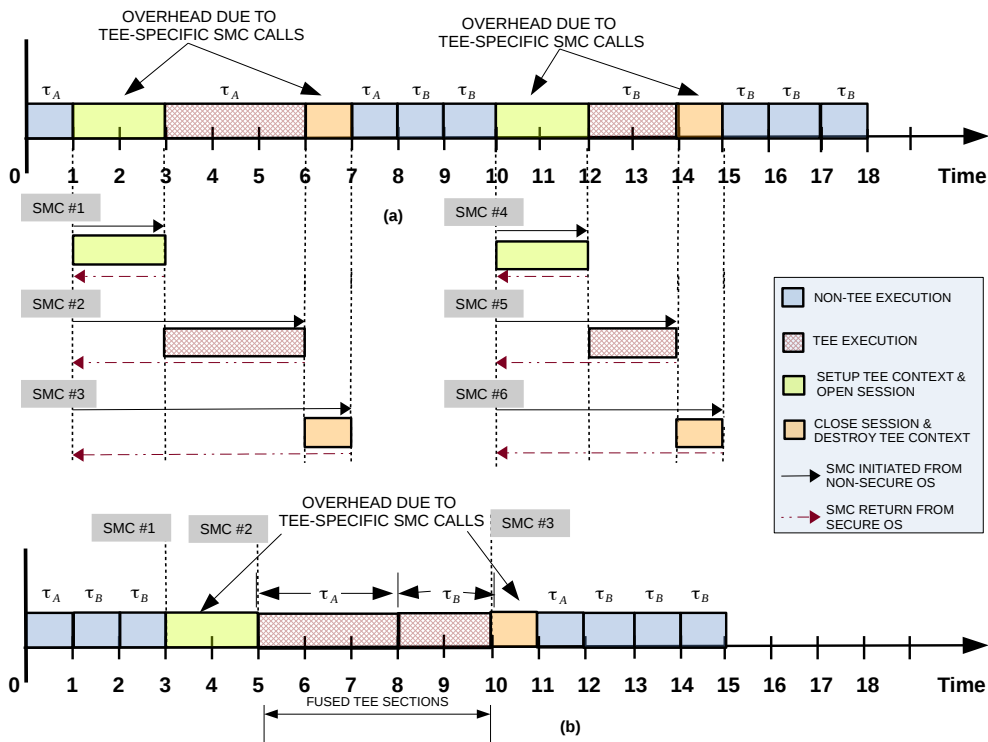 OVERHEAD DUE TO
TEE-SPECIFIC SMC CALLS
OVERHEAD DUE TO
TEE-SPECIFIC SMC CALLS
τA τA τA τB τB τB τB τB τB
0 1 2 3 4 5 6 7 8 9 10 11 12 13 14 15 16 17 18 Time
(a)
SMC #1
SMC #4
SMC #2
SMC #5
SMC #3
SMC #6
NON-TEE EXECUTION
TEE EXECUTION
SETUP TEE CONTEXT &
OPEN SESSION
CLOSE SESSION &
DESTROY TEE CONTEXT
SMC INITIATED FROM
NON-SECURE OS
SMC RETURN FROM
SECURE OS
OVERHEAD DUE TO
TEE-SPECIFIC SMC CALLS
SMC #1
SMC #2
SMC #3
τA τB τB τA τB τA τB τB τB
0 1 2 3 4 5 6 7 8 9 10 11 12 13 14 15 16 17 18 Time
FUSED TEE SECTIONS
(b)